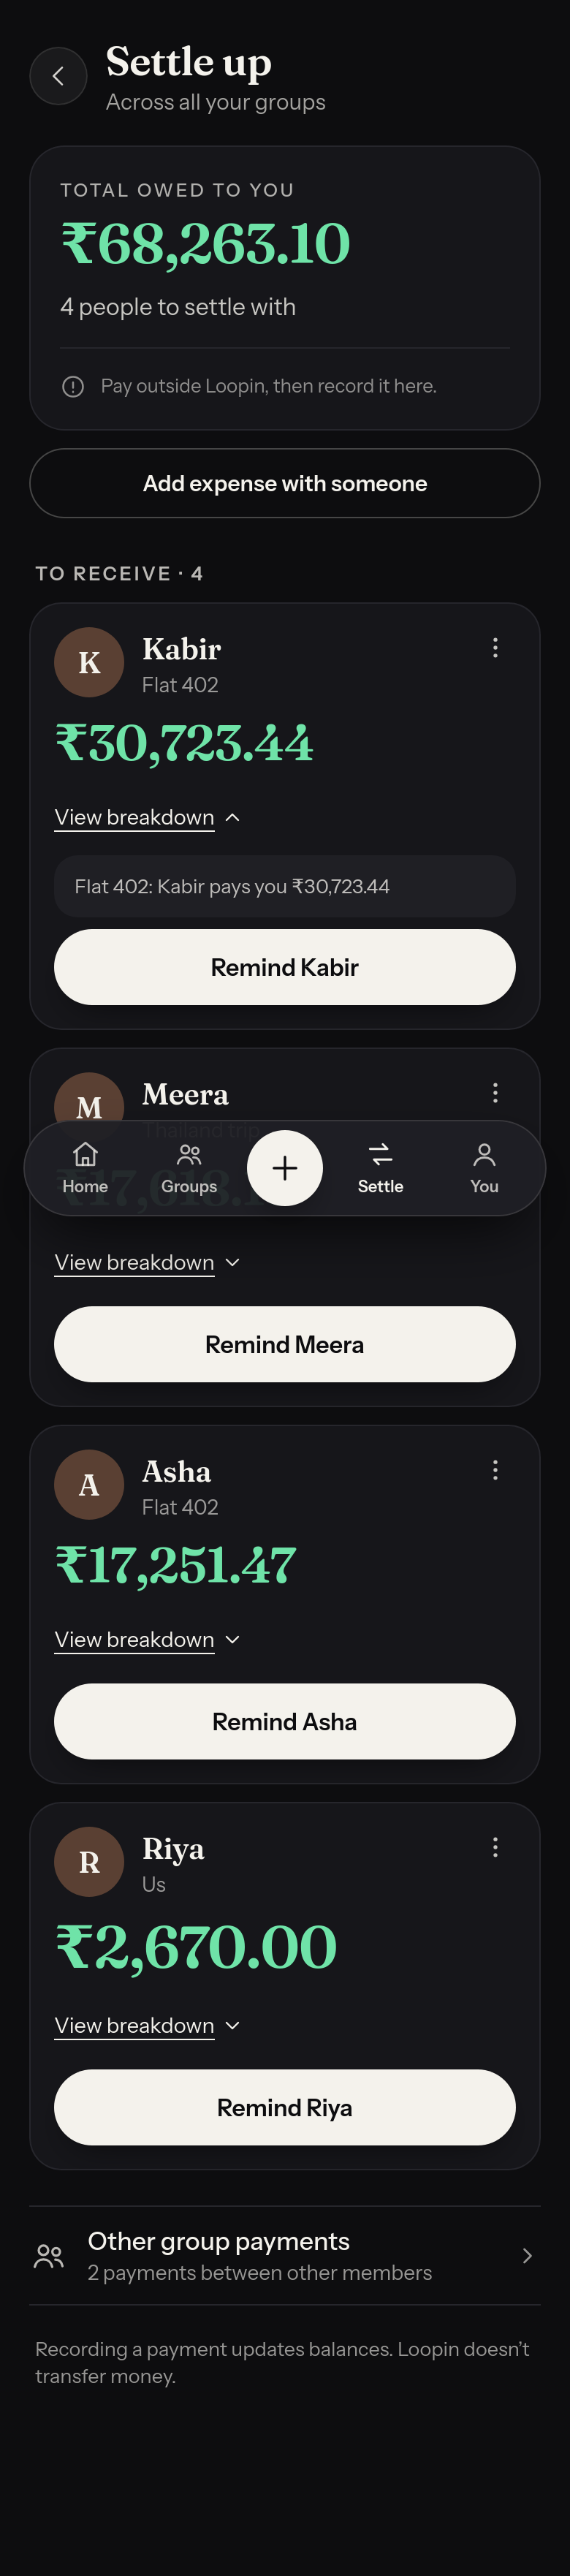 Settle up
Across all your groups
TOTAL OWED TO YOU
₹68,263.10
4 people to settle with
Pay outside Loopin, then record it here.
Add expense with someone
TO RECEIVE · 4
K
Kabir
Flat 402
₹30,723.44
View breakdown
Flat 402: Kabir pays you ₹30,723.44
Remind Kabir
M
Meera
Thailand trip
Home
Groups
Settle
You
View breakdown
Remind Meera
A
Asha
Flat 402
₹17,251.47
View breakdown
Remind Asha
R
Riya
Us
₹2,670.00
View breakdown
Remind Riya
Other group payments
2 payments between other members
Recording a payment updates balances. Loopin doesn’t
transfer money.